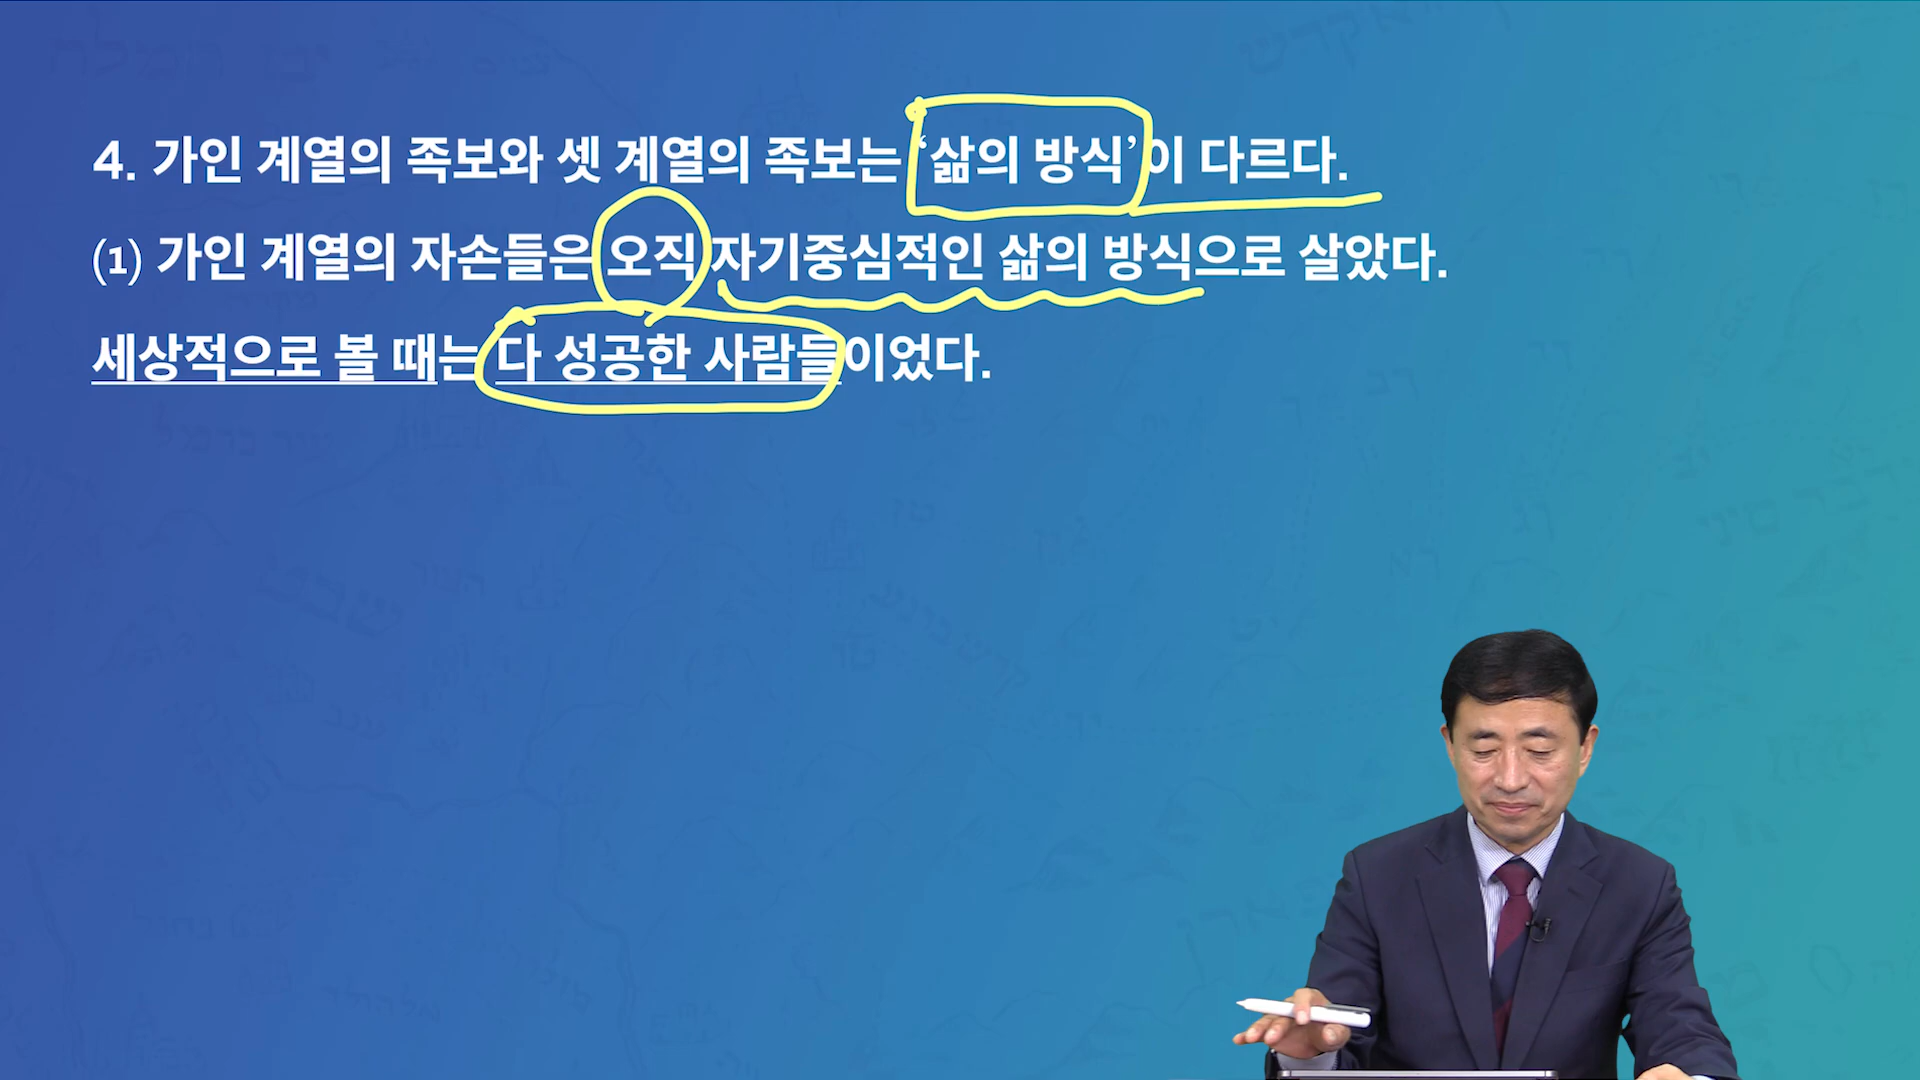 4. 가인 계열의 족보와 셋 계열의 족보는 ‘삶의 방식’이 다르다.
(1) 가인 계열의 자손들은 오직 자기중심적인 삶의 방식으로 살았다.
세상적으로 볼 때는 다 성공한 사람들이었다.